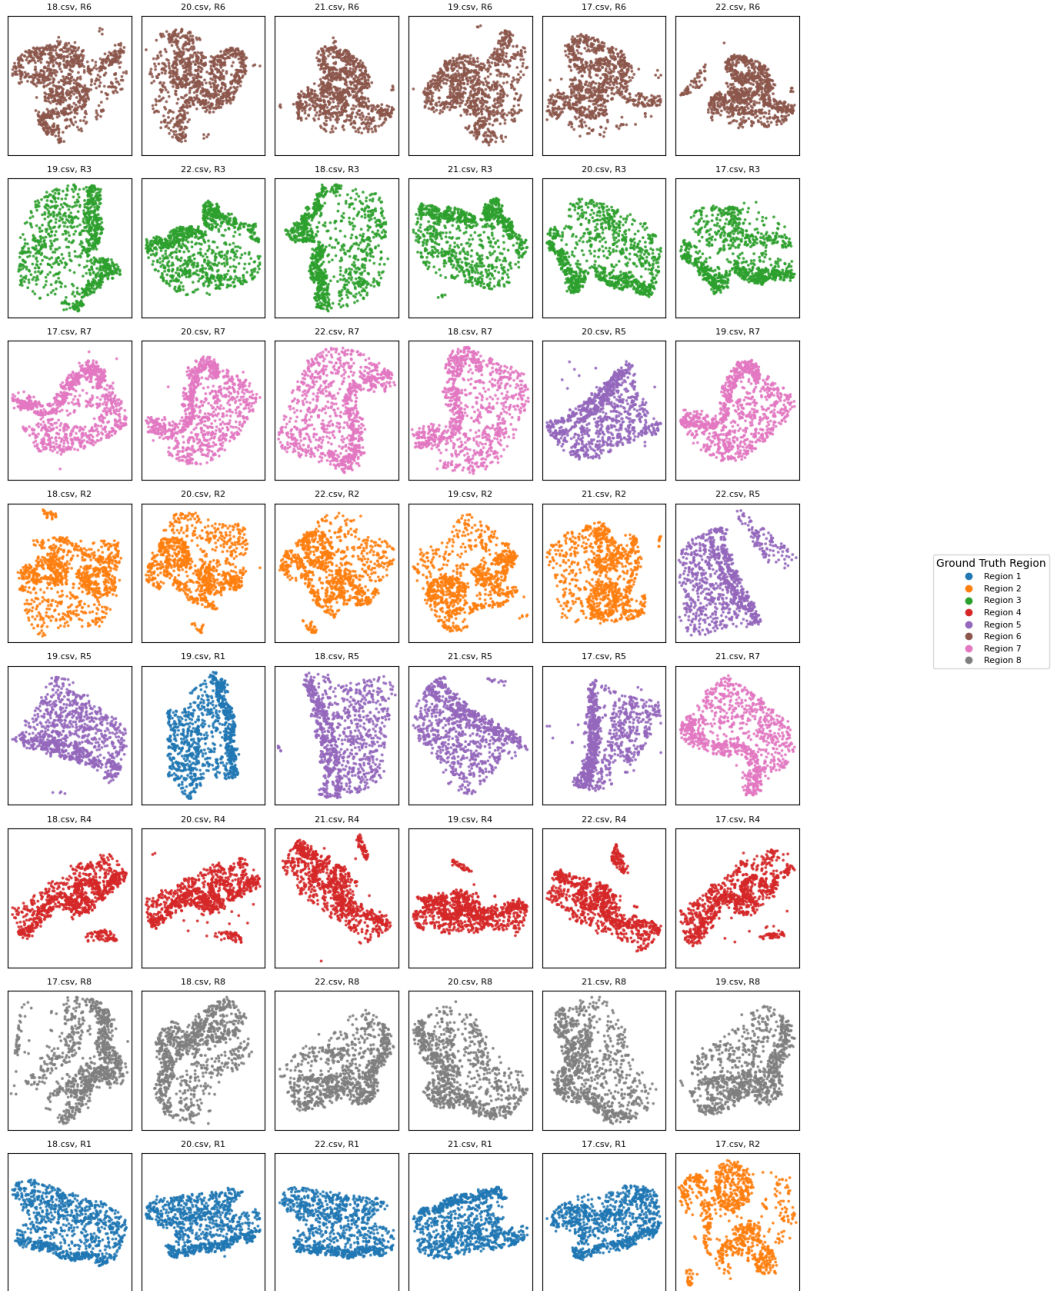 18.csv, R6
20.csv, R6
21.csv, R6
19.csv, R6
17.csv, R6
22.csv, R6
19.csv, R3
22.csv, R3
18.csv, R3
21.csv, R3
20.csv, R3
17.csv, R3
17.csv, R7
20.csv, R7
22.csv, R7
18.csv, R7
20.csv, R5
19.csv, R7
18.csv, R2
20.csv, R2
22.csv, R2
19.csv, R2
21.csv, R2
22.csv, R5
Ground Truth Region
Region 1
Region 2
Region 3
Region 4
Region 5
Region 6
Region 7
Region 8
19.csv, R5
19.csv, R1
18.csv, R5
21.csv, R5
17.csv, R5
21.csv, R7
18.csv, R4
20.csv, R4
21.csv, R4
19.csv, R4
22.csv, R4
17.csv, R4
17.csv, R8
18.csv, R8
22.csv, R8
20.csv, R8
21.csv, R8
19.csv, R8
18.csv, R1
20.csv, R1
22.csv, R1
21.csv, R1
17.csv, R1
17.csv, R2